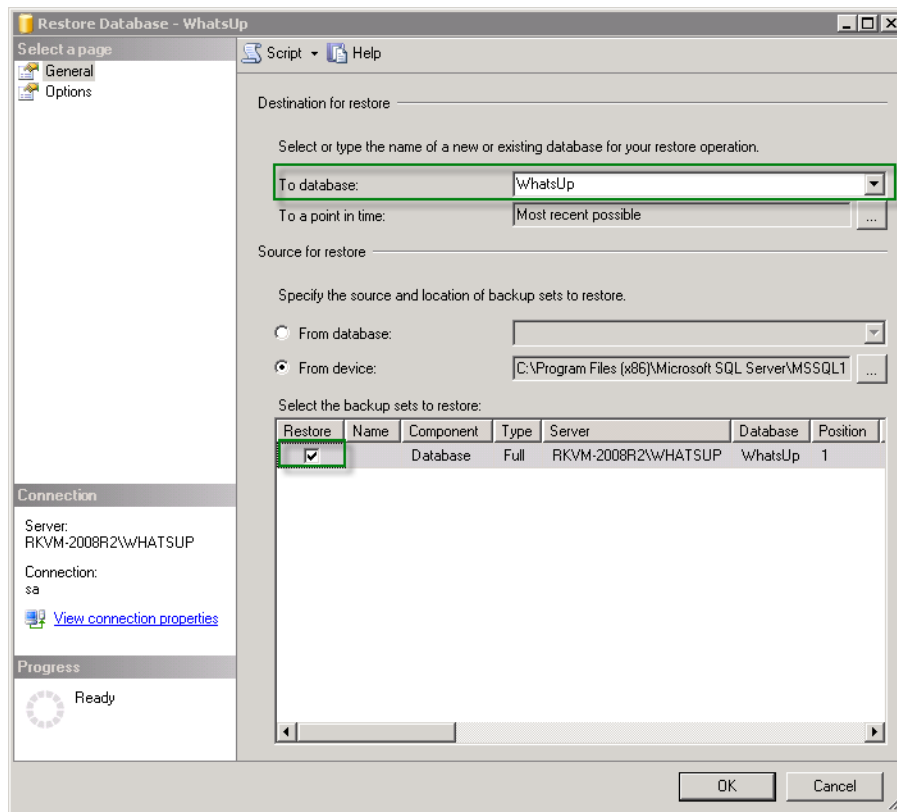 Restore Database - WhatsUp
Select a page
General
Options
Script Help
Destination for restore
Select or type the name of a new or existing database for your restore operation.
To database: WhatsUp
To a point in time: Most recent possible ...
Source for restore
Specify the source and location of backup sets to restore.
From database:
From device: C:\Program Files (x86)\Microsoft SQL Server\MSSQL1 ...
Select the backup sets to restore:
Restore Name Component Type Server Database Position
Database Full RKVM-2008R2\WHATSUP WhatsUp 1
Connection
Server:
RKVM-2008R2\WHATSUP
Connection:
sa
View connection properties
Progress
Ready
OK Cancel